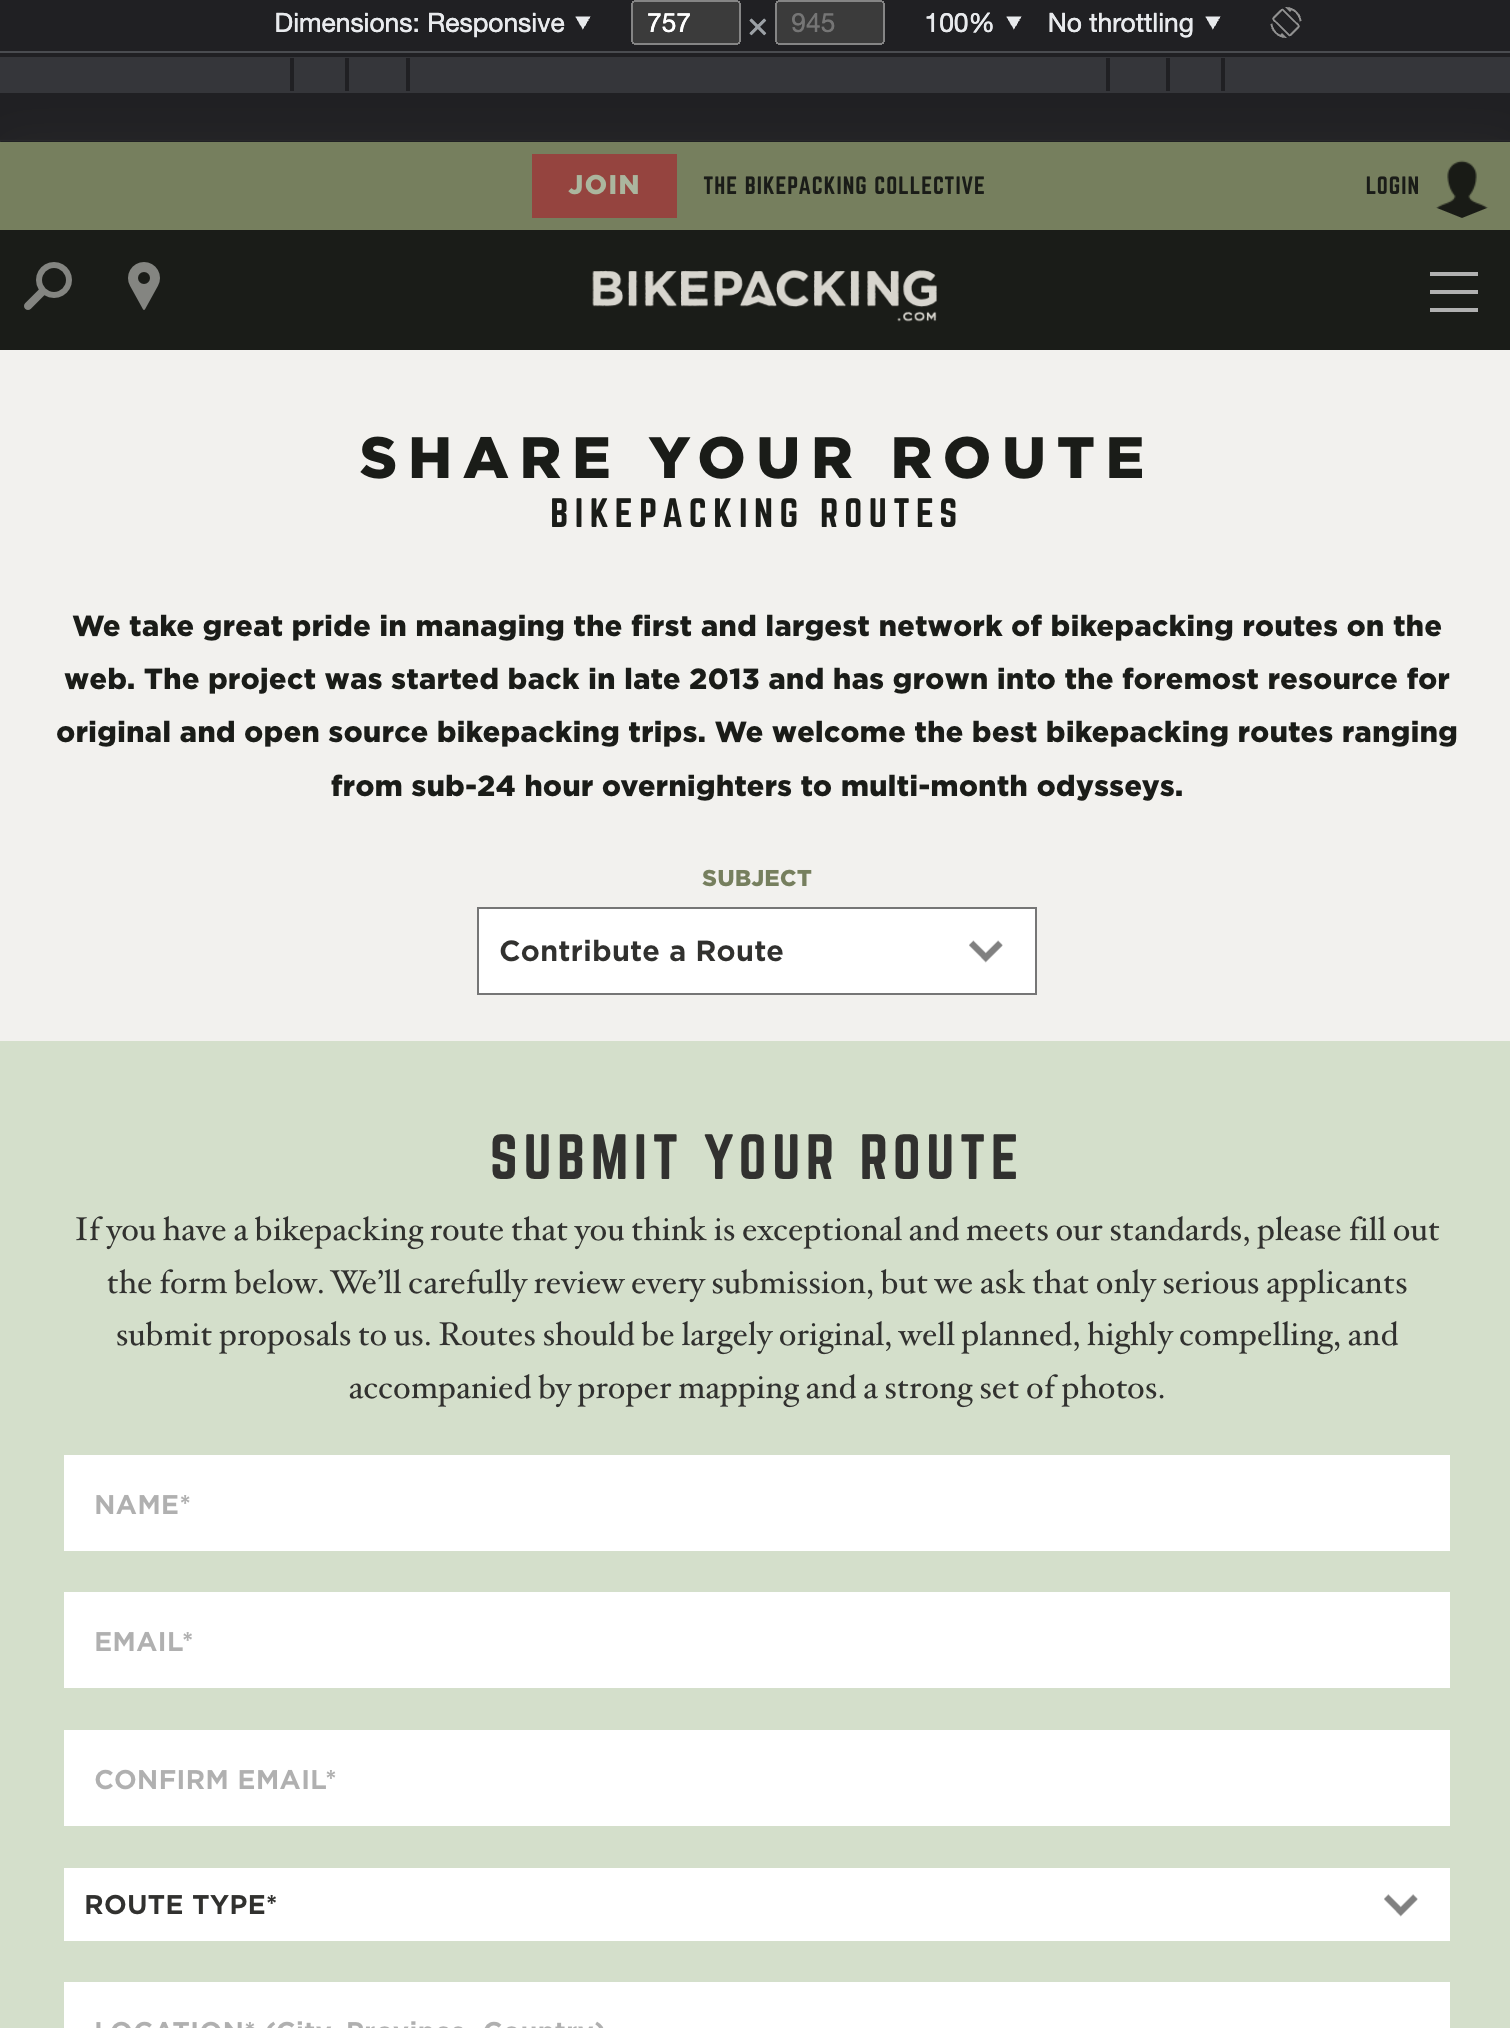 Dimensions: Responsive ▼ 757 × 945 100% ▼ No throttling ▼
JOIN THE BIKEPACKING COLLECTIVE LOGIN
BIKEPACKING
.COM
SHARE YOUR ROUTE
BIKEPACKING ROUTES
We take great pride in managing the first and largest network of bikepacking routes on the
web. The project was started back in late 2013 and has grown into the foremost resource for
original and open source bikepacking trips. We welcome the best bikepacking routes ranging
from sub-24 hour overnighters to multi-month odysseys.
SUBJECT
Contribute a Route
SUBMIT YOUR ROUTE
If you have a bikepacking route that you think is exceptional and meets our standards, please fill out
the form below. We’ll carefully review every submission, but we ask that only serious applicants
submit proposals to us. Routes should be largely original, well planned, highly compelling, and
accompanied by proper mapping and a strong set of photos.
NAME*
EMAIL*
CONFIRM EMAIL*
ROUTE TYPE*
LOCATION* (City, Province, Country)